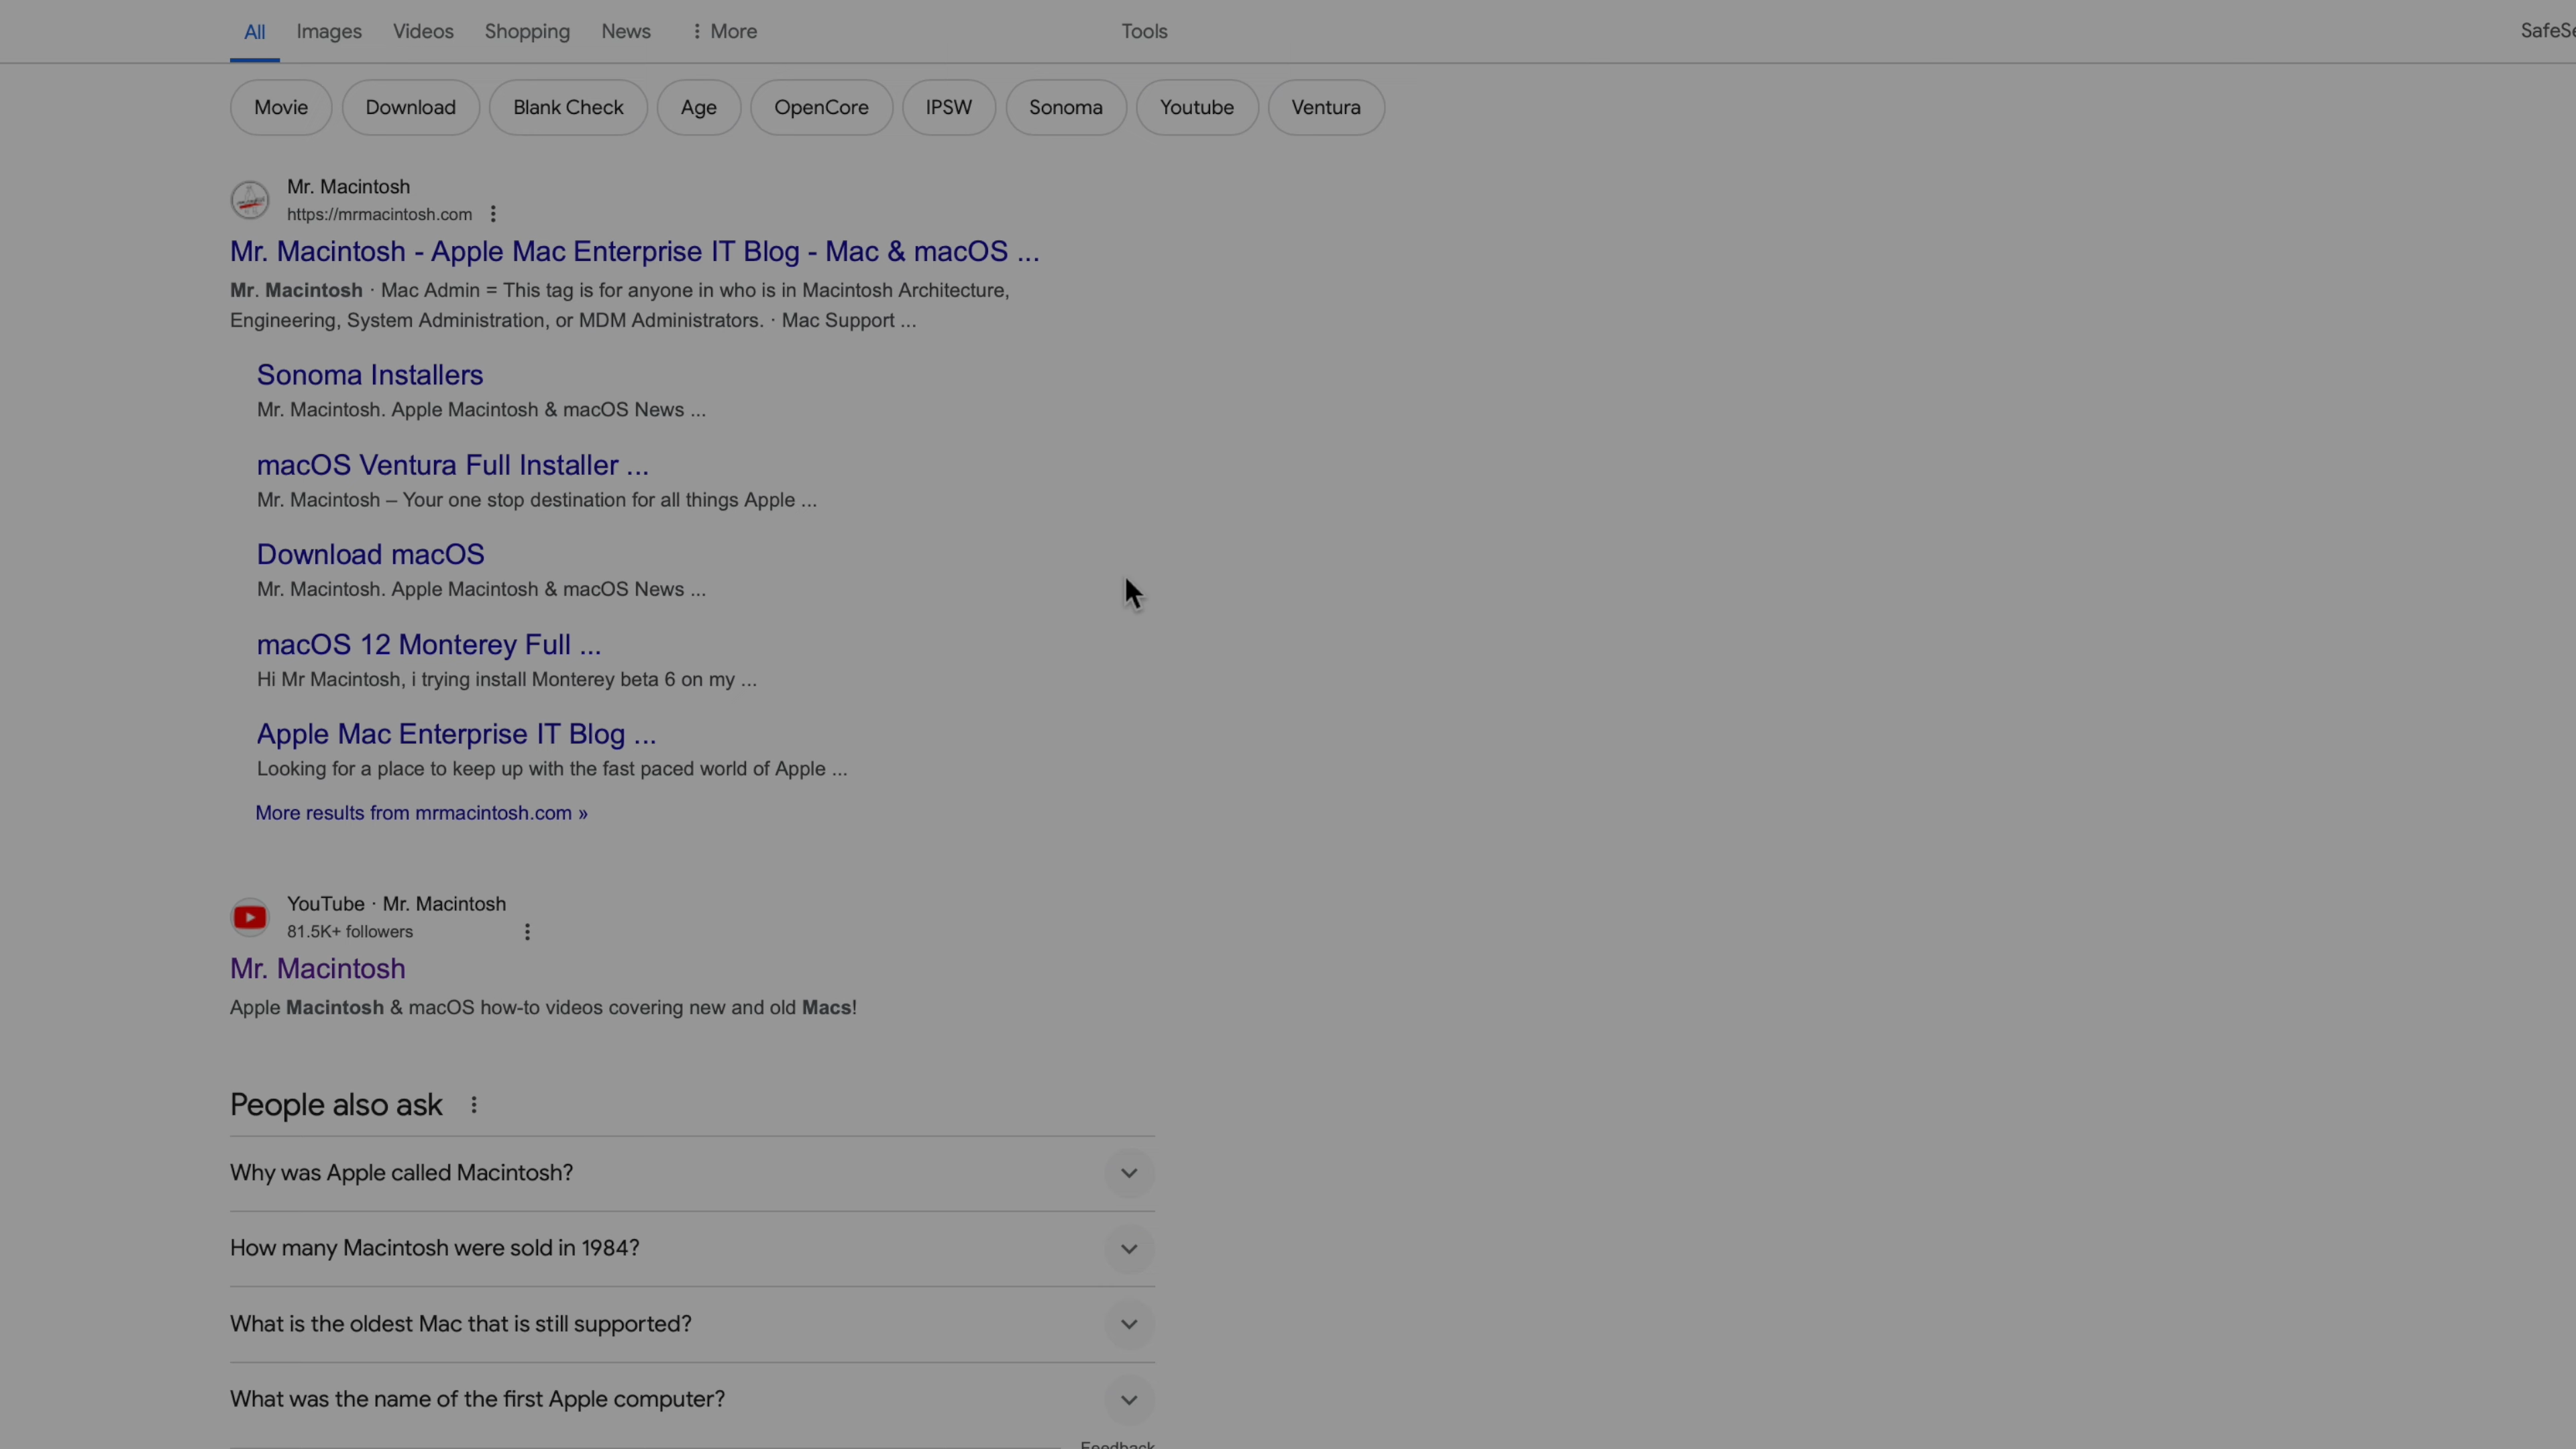 All Images Videos Shopping News More Tools
Movie Download Blank Check Age OpenCore IPSW Sonoma Youtube Ventura
Mr. Macintosh
https://mrmacintosh.com
Mr. Macintosh - Apple Mac Enterprise IT Blog - Mac & macOS ...
Mr. Macintosh · Mac Admin = This tag is for anyone in who is in Macintosh Architecture,
Engineering, System Administration, or MDM Administrators. · Mac Support ...
Sonoma Installers
Mr. Macintosh. Apple Macintosh & macOS News ...
macOS Ventura Full Installer ...
Mr. Macintosh – Your one stop destination for all things Apple ...
Download macOS
Mr. Macintosh. Apple Macintosh & macOS News ...
macOS 12 Monterey Full ...
Hi Mr Macintosh, i trying install Monterey beta 6 on my ...
Apple Mac Enterprise IT Blog ...
Looking for a place to keep up with the fast paced world of Apple ...
More results from mrmacintosh.com »
YouTube · Mr. Macintosh
81.5K+ followers
Mr. Macintosh
Apple Macintosh & macOS how-to videos covering new and old Macs!
People also ask
Why was Apple called Macintosh?
How many Macintosh were sold in 1984?
What is the oldest Mac that is still supported?
What was the name of the first Apple computer?
Feedback